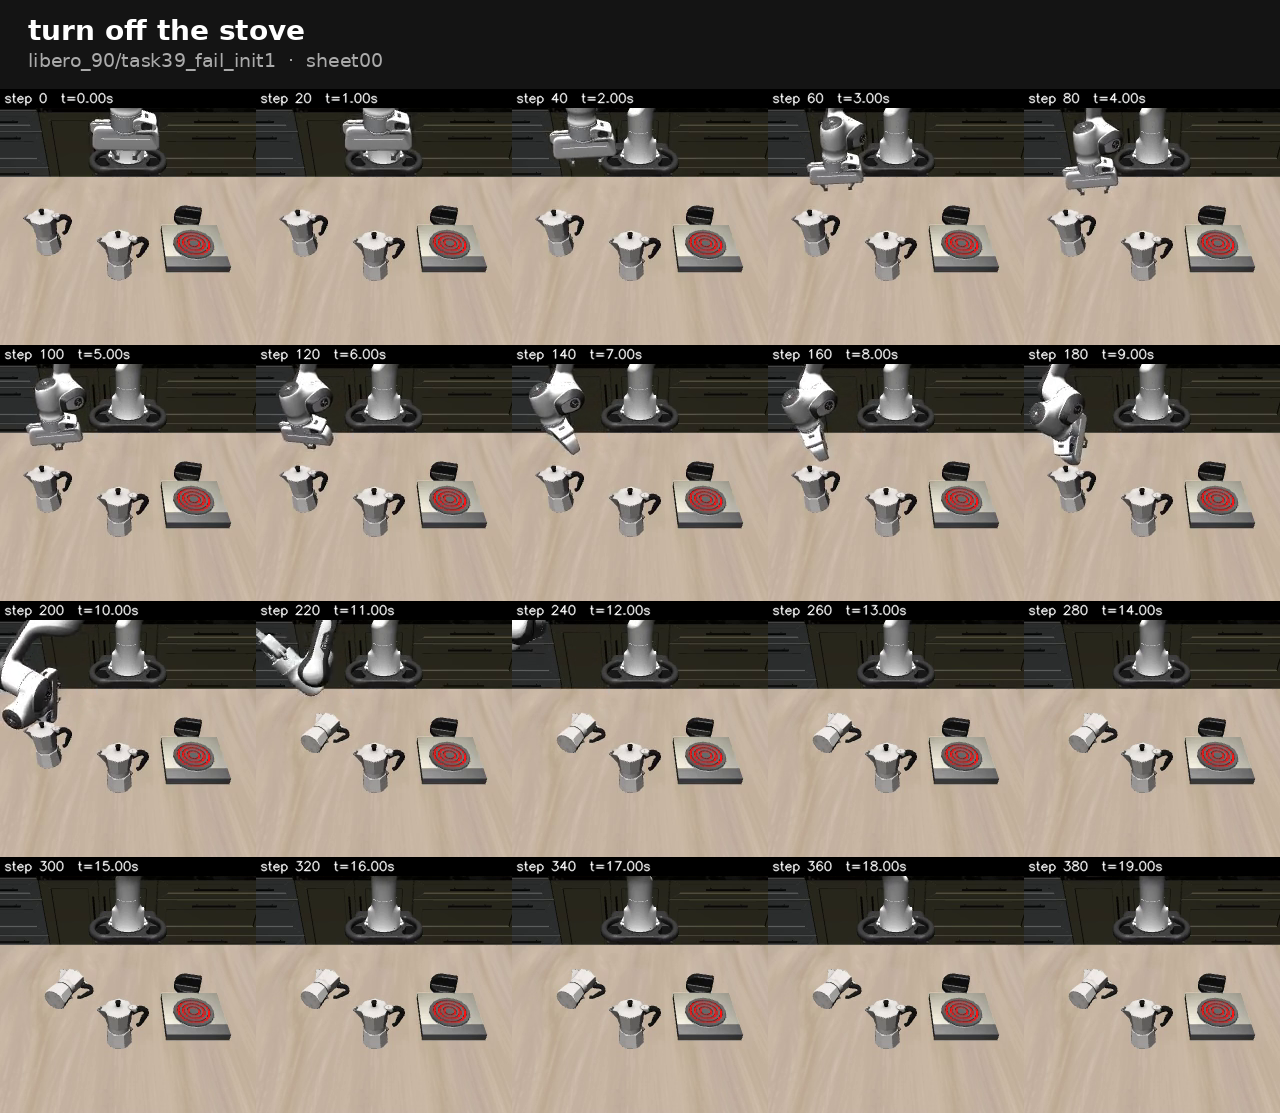 turn off the stove
libero_90/task39_fail_init1 · sheet00
step 0 t=0.00s
step 20 t=1.00s
step 40 t=2.00s
step 60 t=3.00s
step 80 t=4.00s
step 100 t=5.00s
step 120 t=6.00s
step 140 t=7.00s
step 160 t=8.00s
step 180 t=9.00s
step 200 t=10.00s
step 220 t=11.00s
step 240 t=12.00s
step 260 t=13.00s
step 280 t=14.00s
step 300 t=15.00s
step 320 t=16.00s
step 340 t=17.00s
step 360 t=18.00s
step 380 t=19.00s